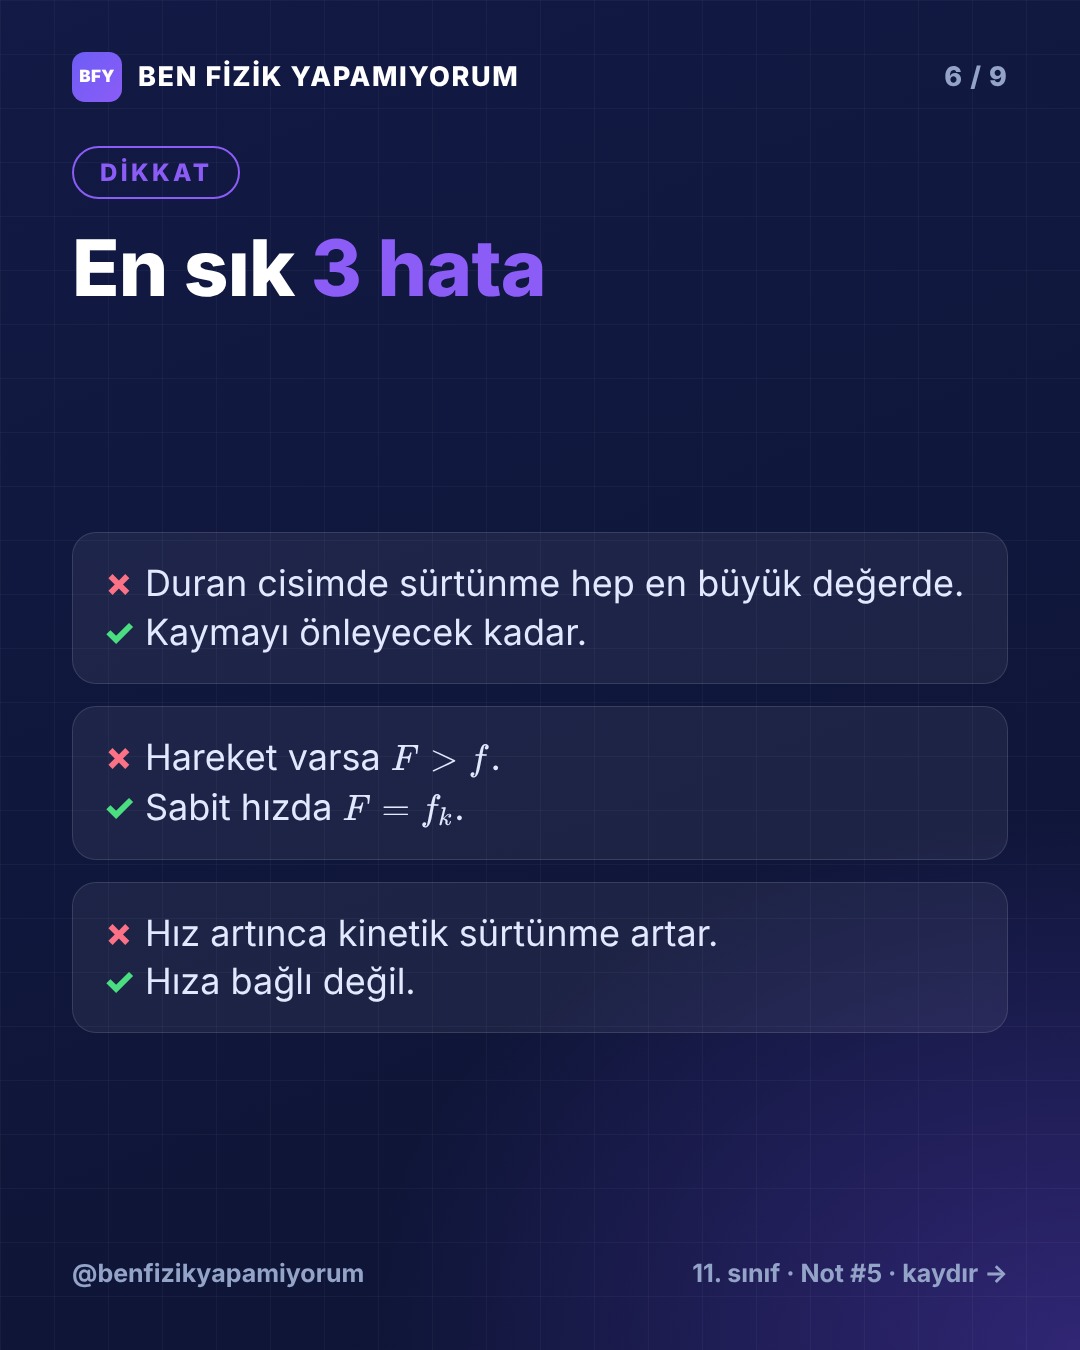 BFY BEN FİZİK YAPAMIYORUM 6 / 9
DİKKAT
En sık 3 hata
✖ Duran cisimde sürtünme hep en büyük değerde.
✔ Kaymayı önleyecek kadar.
✖ Hareket varsa F > f.
✔ Sabit hızda F = fₖ.
✖ Hız artınca kinetik sürtünme artar.
✔ Hıza bağlı değil.
@benfizikyapamiyorum 11. sınıf · Not #5 · kaydır →